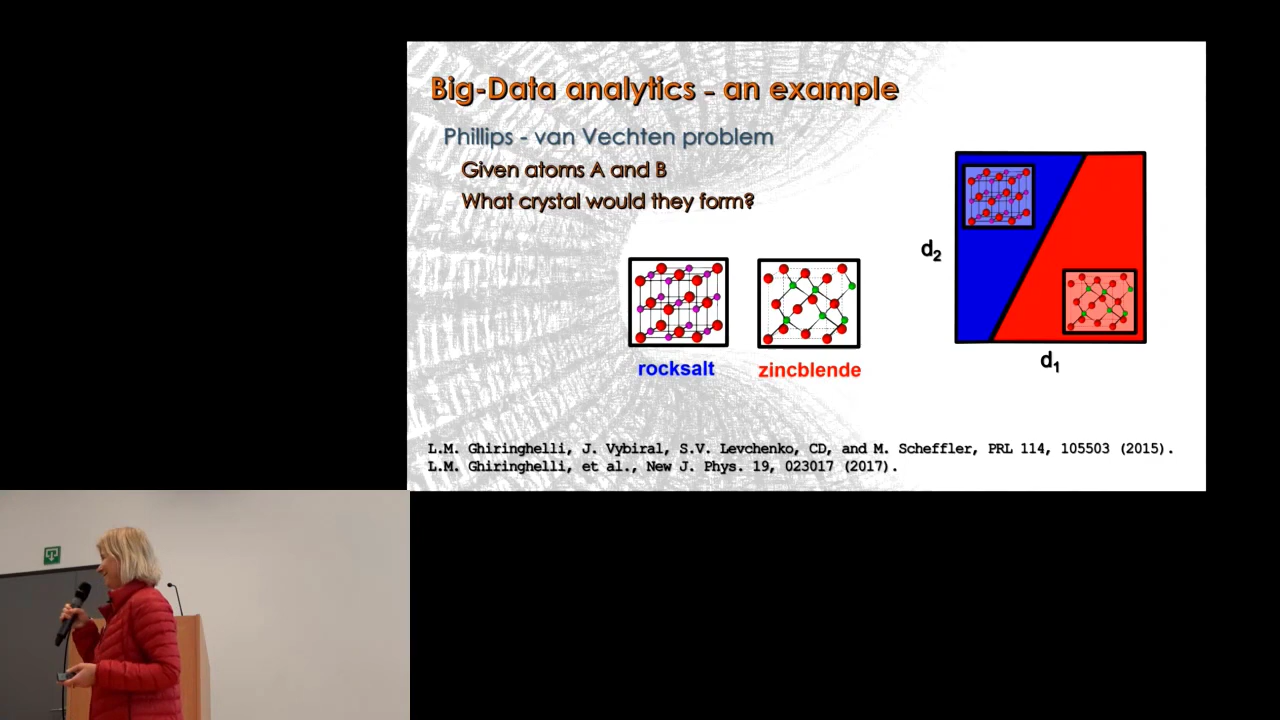 Big-Data analytics - an example
Phillips - van Vechten problem
Given atoms A and B
What crystal would they form?
d2
d1
rocksalt
zincblende
L.M. Ghiringhelli, J. Vybiral, S.V. Levchenko, CD, and M. Scheffler, PRL 114, 105503 (2015).
L.M. Ghiringhelli, et al., New J. Phys. 19, 023017 (2017).